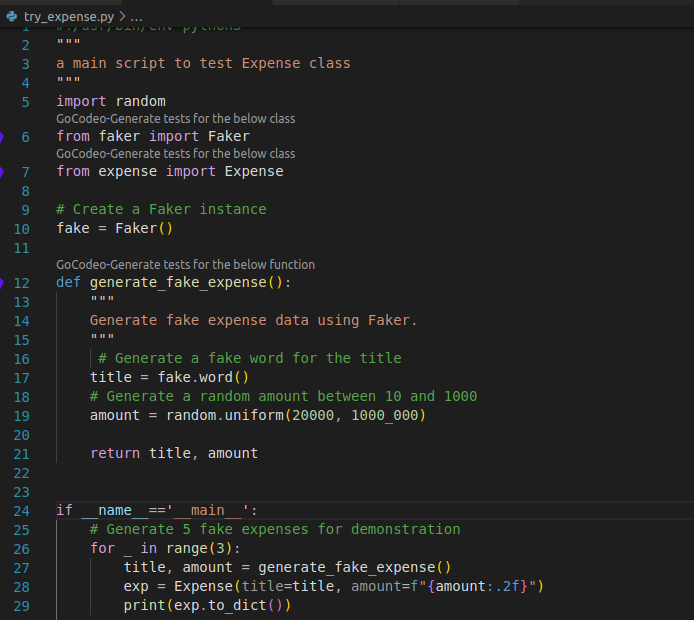 try_expense.py > ...
1 #!/usr/bin/env python3
2 """
3 a main script to test Expense class
4 """
5 import random
GoCodeo-Generate tests for the below class
6 from faker import Faker
GoCodeo-Generate tests for the below class
7 from expense import Expense
8
9 # Create a Faker instance
10 fake = Faker()
11
GoCodeo-Generate tests for the below function
12 def generate_fake_expense():
13     """
14     Generate fake expense data using Faker.
15     """
16      # Generate a fake word for the title
17     title = fake.word()
18     # Generate a random amount between 10 and 1000
19     amount = random.uniform(20000, 1000_000)
20
21     return title, amount
22
23
24 if __name__=='__main__':
25     # Generate 5 fake expenses for demonstration
26     for _ in range(3):
27         title, amount = generate_fake_expense()
28         exp = Expense(title=title, amount=f"{amount:.2f}")
29         print(exp.to_dict())